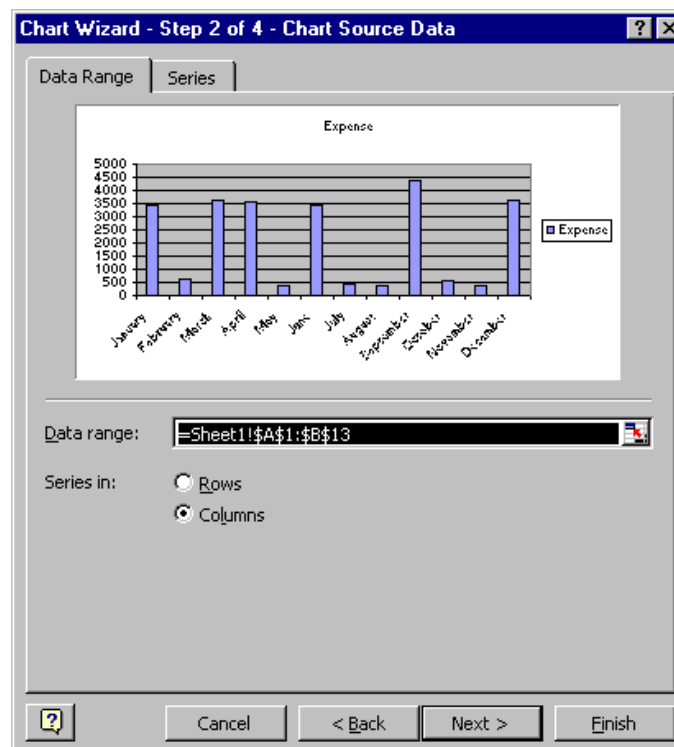 Chart Wizard - Step 2 of 4 - Chart Source Data
Data Range Series
Expense
5000
4500
4000
3500
3000
2500
2000
1500
1000
500
0
Expense
January February March April May June July August September October November December
Data range: =Sheet1!$A$1:$B$13
Series in: Rows
Columns
Cancel < Back Next > Finish